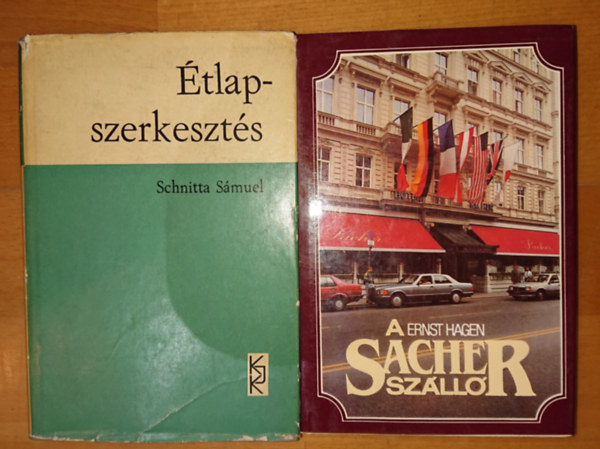 Étlap-
szerkesztés
Schnitta Sámuel
KJK
A ERNST HAGEN
SACHER
SZÁLLÓ